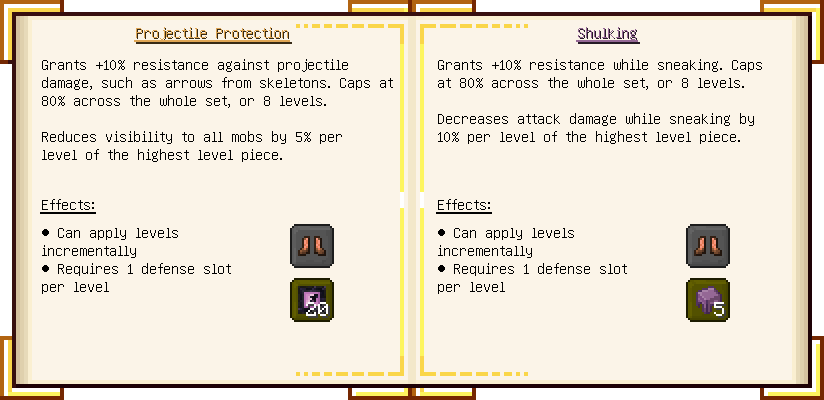 Projectile Protection
Grants +10% resistance against projectile
damage, such as arrows from skeletons. Caps at
80% across the whole set, or 8 levels.
Reduces visibility to all mobs by 5% per
level of the highest level piece.
Effects:
● Can apply levels
incrementally
● Requires 1 defense slot
per level
20
Shulking
Grants +10% resistance while sneaking. Caps
at 80% across the whole set, or 8 levels.
Decreases attack damage while sneaking by
10% per level of the highest level piece.
Effects:
● Can apply levels
incrementally
● Requires 1 defense slot
per level
5